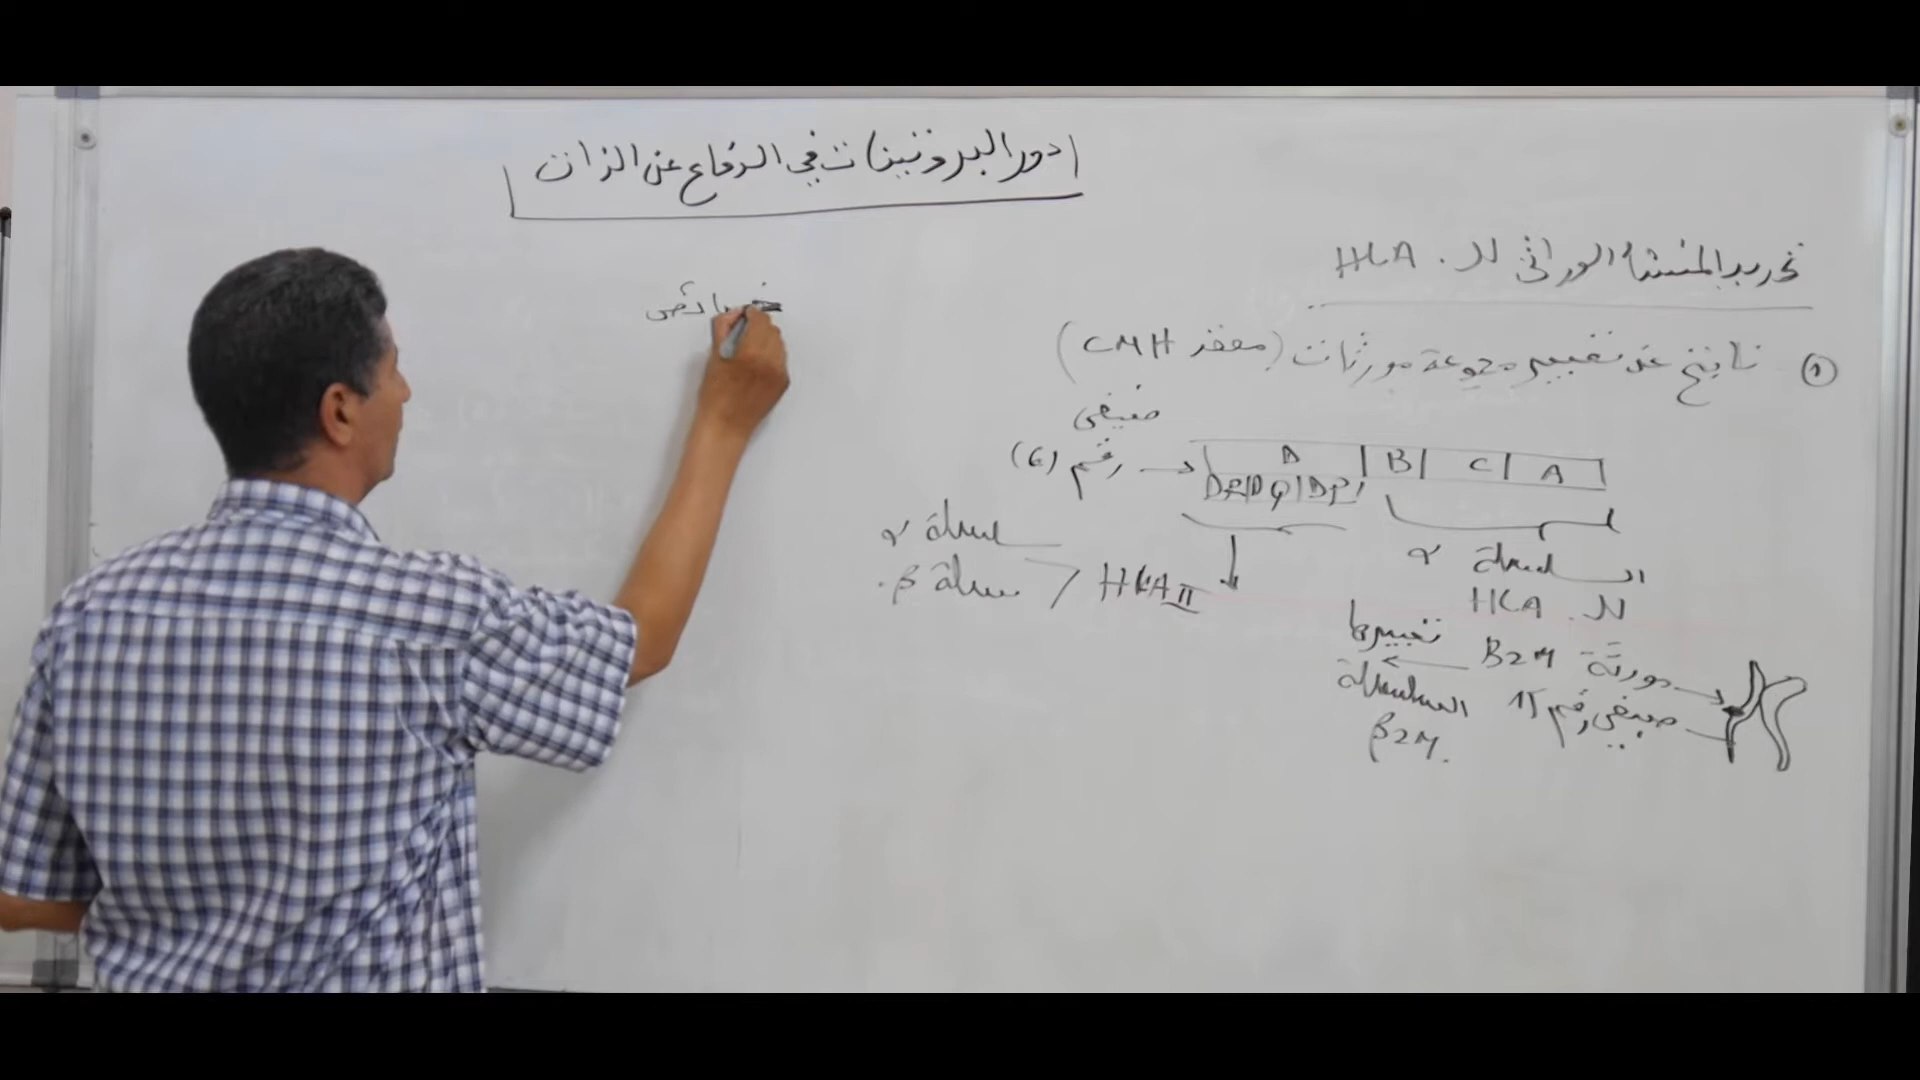 دور البروتينات في الدفاع عن الذات
تحديد المنشأ الوراثي لل. HLA
① ناتج عن تعبير مجموعة مورثات (معقد CMH)
صبغي
رقم (6)
D B C A
DR DQ DP
السلسلة α
لل. HLA
HLA II
سلسلة α
سلسلة β.
مورثة B2M
صبغي رقم 15
تعبيرها
السلسلة
β2M.
خصائص